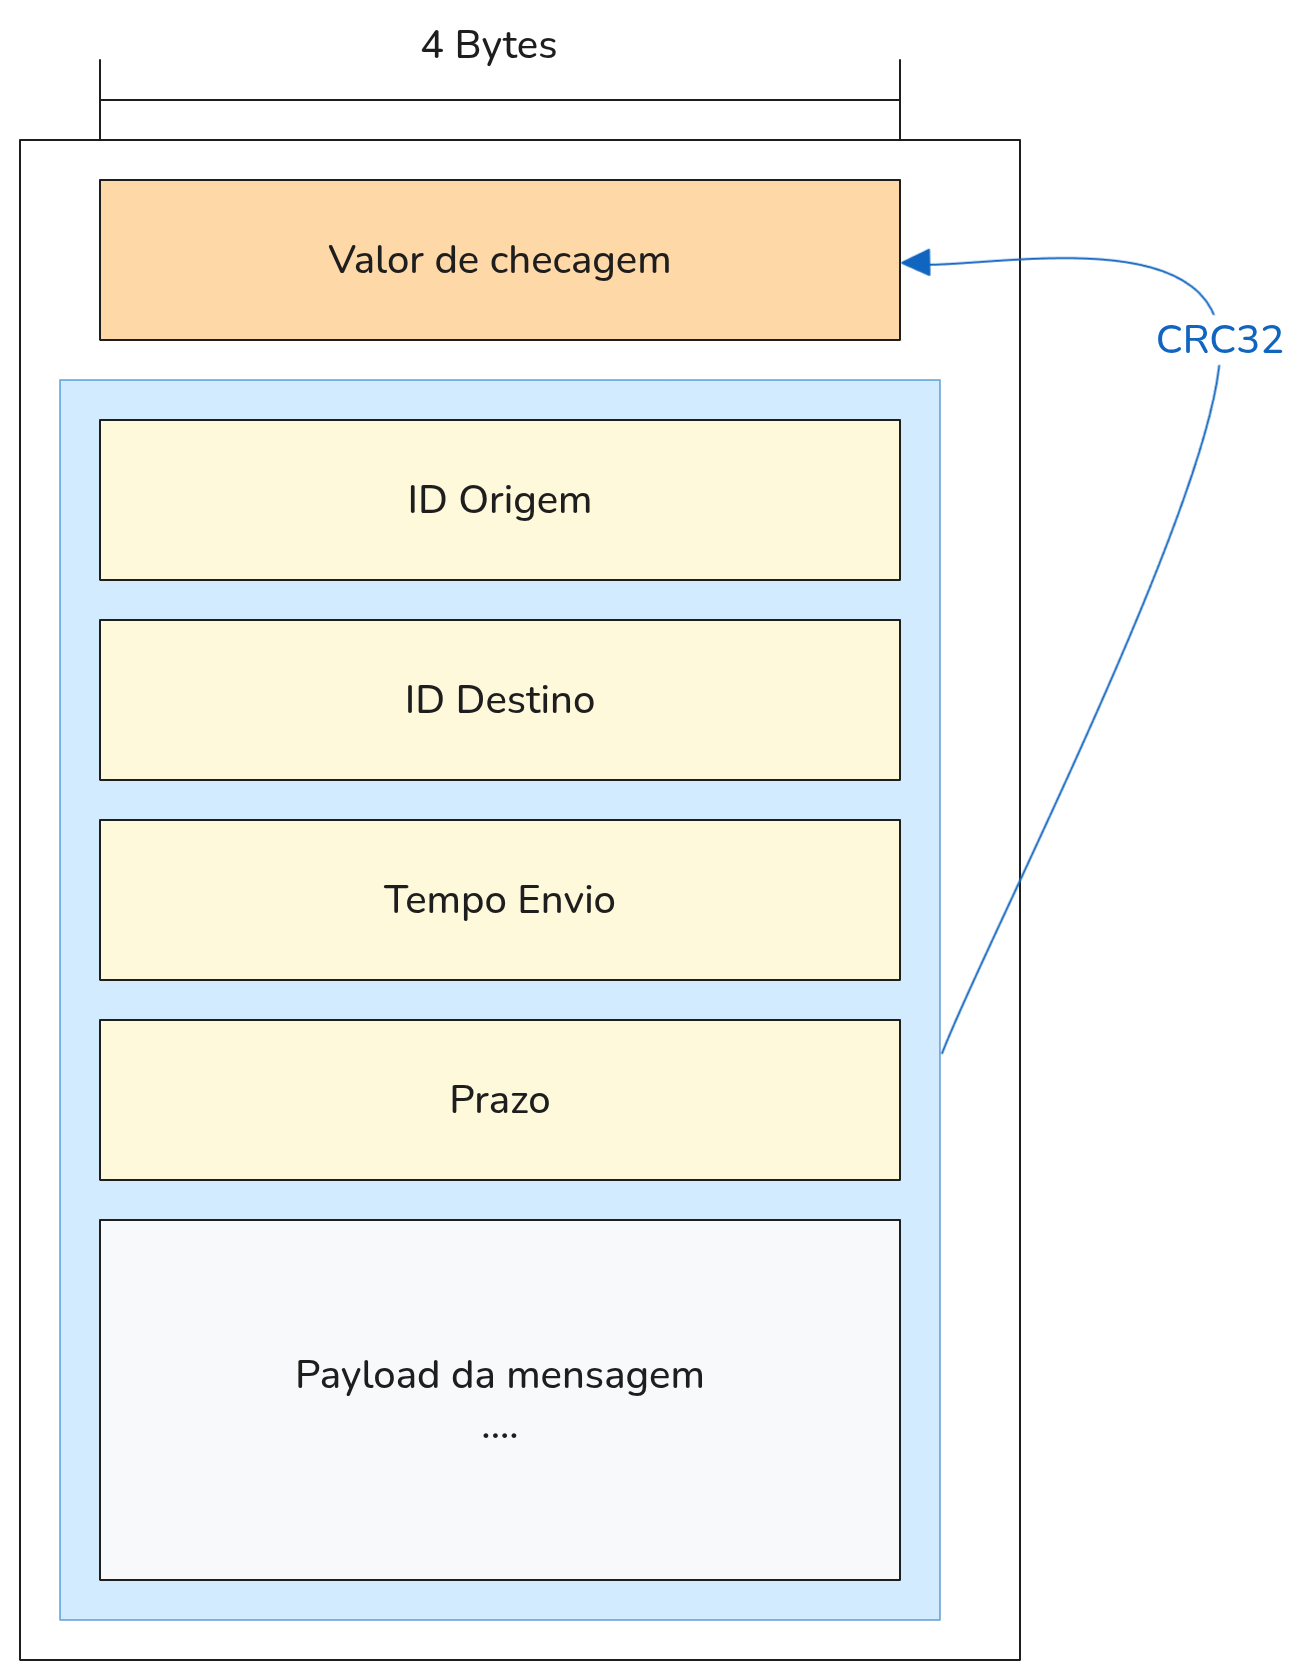 4 Bytes
Valor de checagem
CRC32
ID Origem
ID Destino
Tempo Envio
Prazo
Payload da mensagem
....